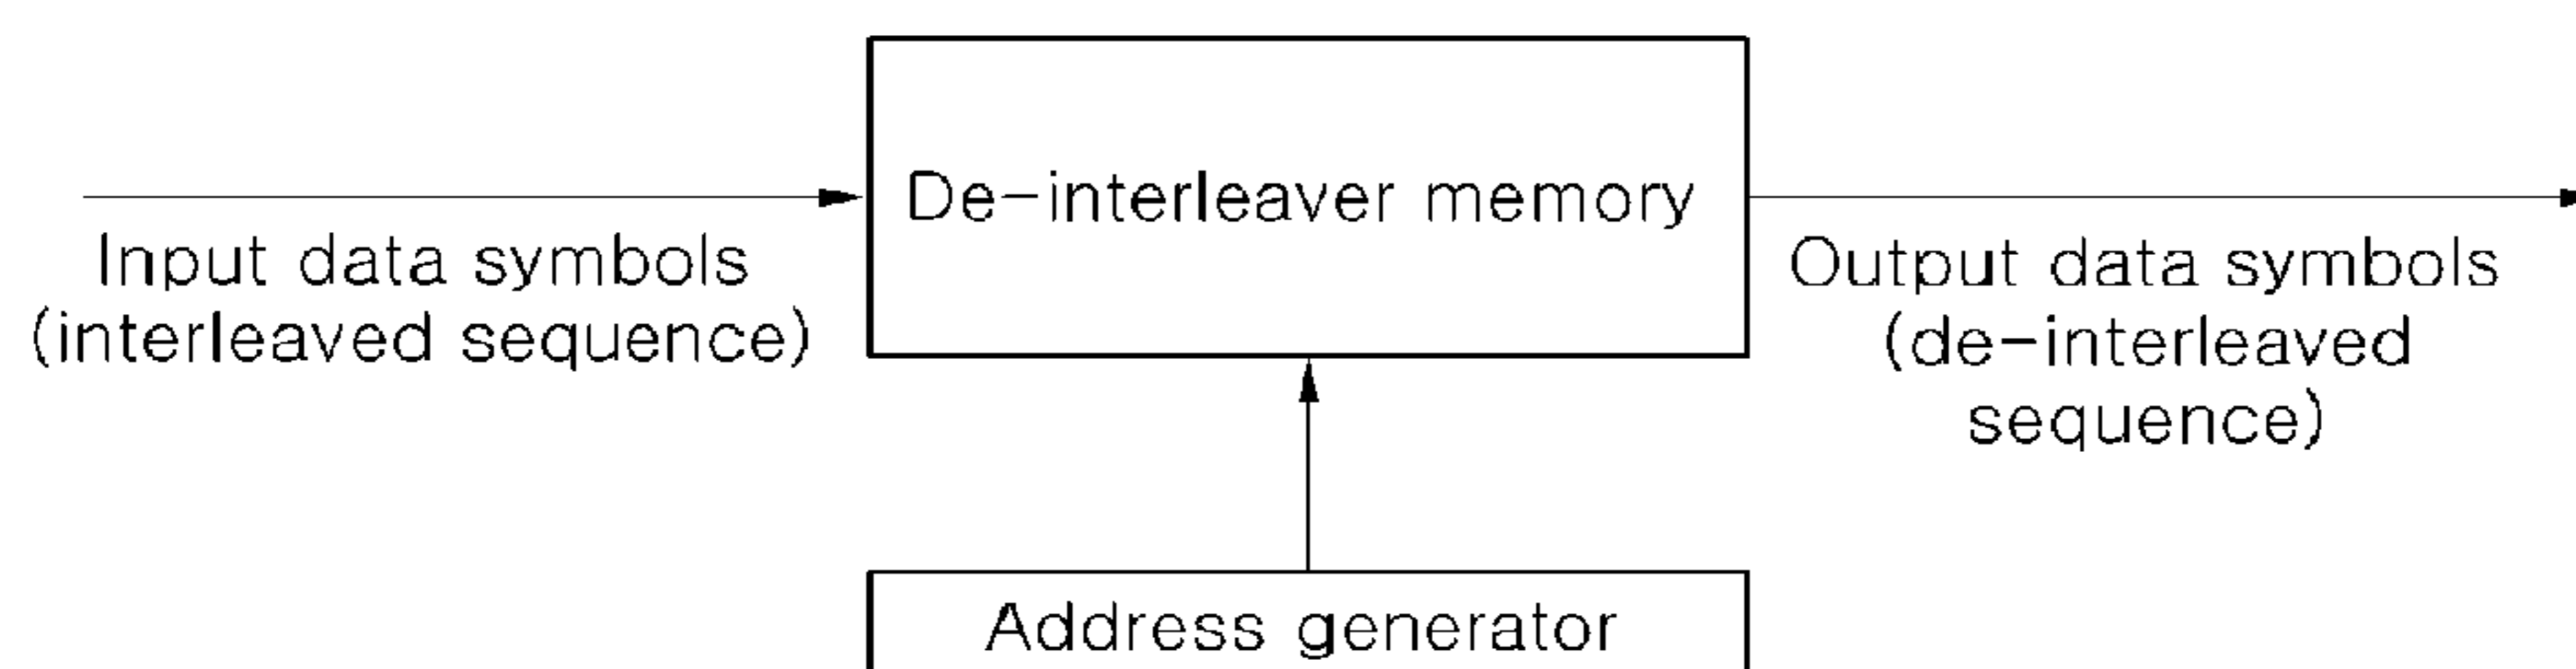 De-interleaver memory
Input data symbols
(interleaved sequence)
Output data symbols
(de-interleaved
sequence)
Address generator